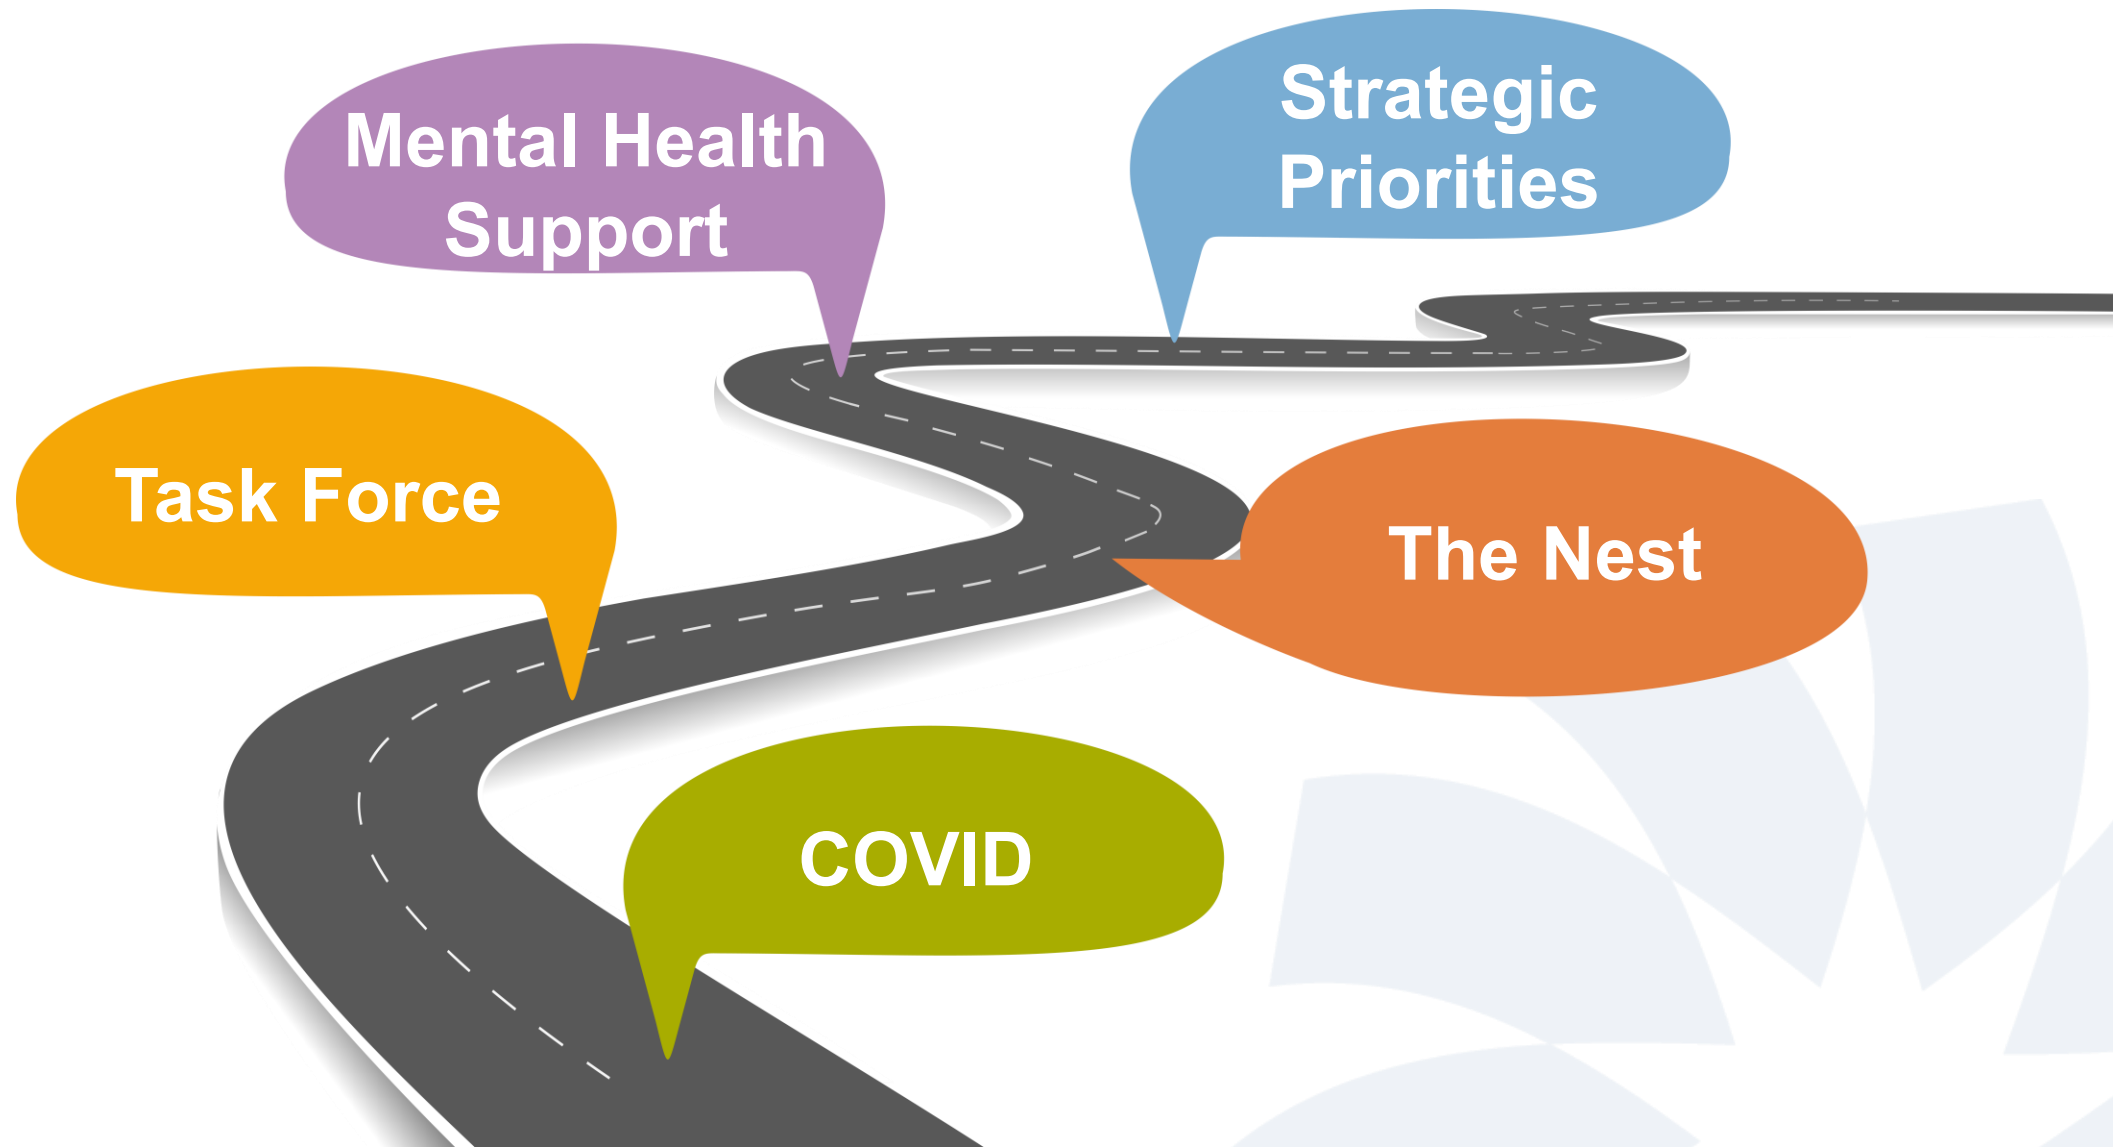 Mental Health
Support
Strategic
Priorities
Task Force
The Nest
COVID